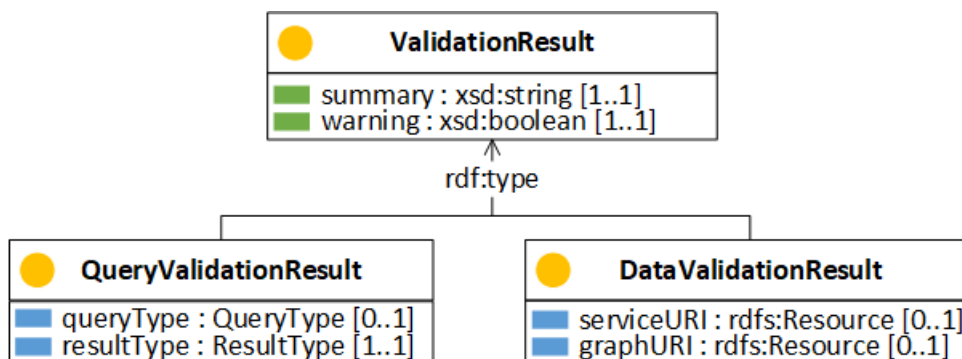 ValidationResult
summary : xsd:string [1..1]
warning : xsd:boolean [1..1]
rdf:type
QueryValidationResult
queryType : QueryType [0..1]
resultType : ResultType [1..1]
DataValidationResult
serviceURI : rdfs:Resource [0..1]
graphURI : rdfs:Resource [0..1]